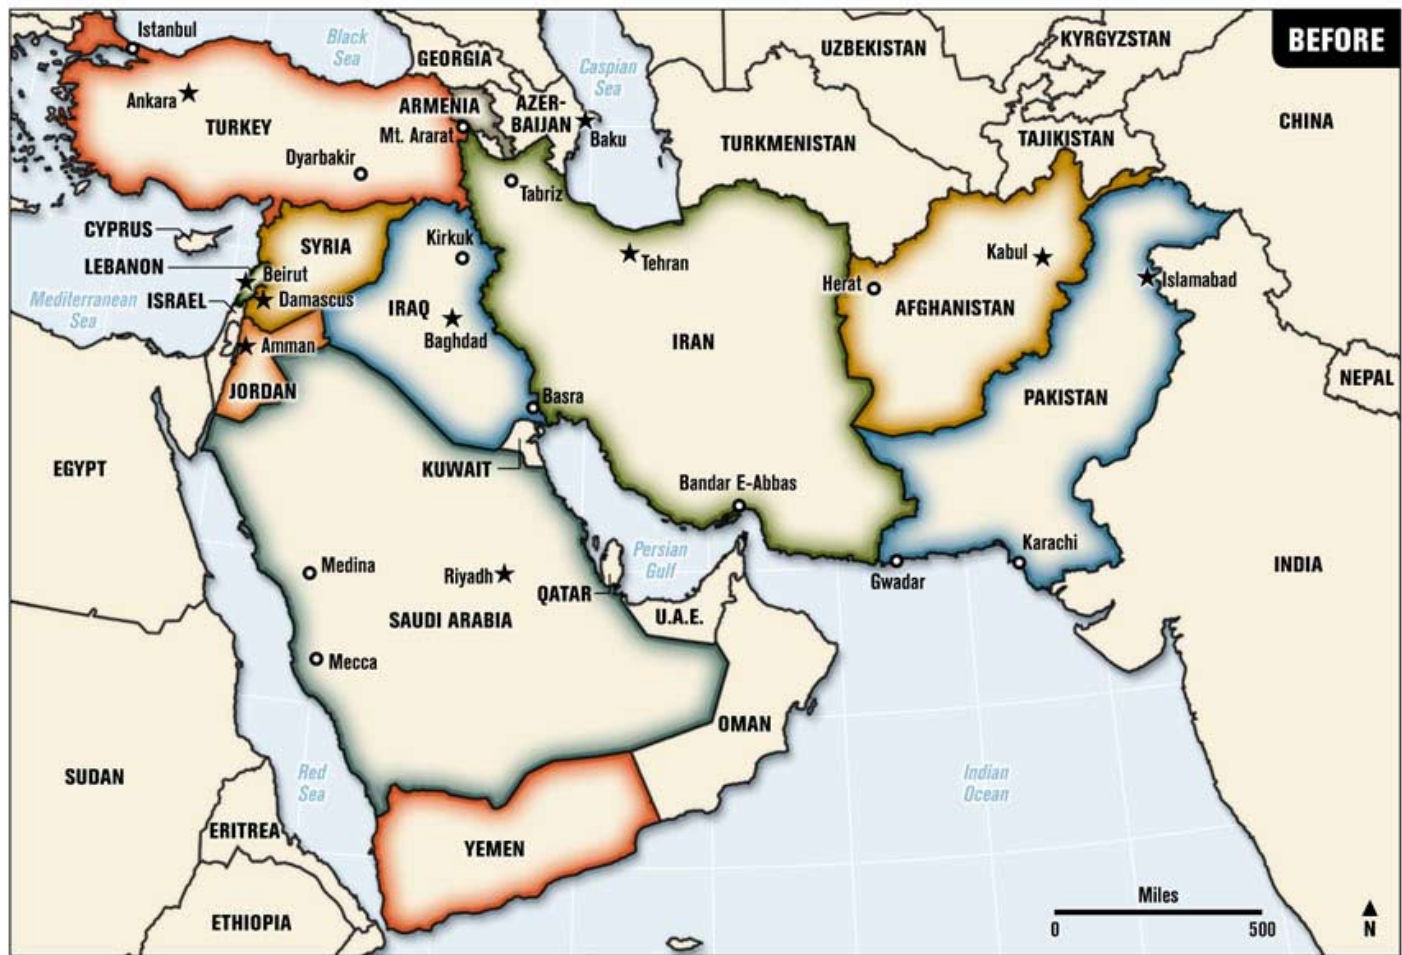 BEFORE
Istanbul
Black
Sea
GEORGIA
Caspian
Sea
UZBEKISTAN
KYRGYZSTAN
Ankara
TURKEY
ARMENIA
Mt. Ararat
AZER-
BAIJAN
Baku
TURKMENISTAN
TAJIKISTAN
CHINA
Dyarbakir
Tabriz
CYPRUS
SYRIA
Kirkuk
Tehran
Kabul
Islamabad
LEBANON
Beirut
Herat
Mediterranean
Sea
ISRAEL
Damascus
IRAQ
Baghdad
AFGHANISTAN
IRAN
Amman
JORDAN
Basra
PAKISTAN
NEPAL
EGYPT
KUWAIT
Bandar E-Abbas
Medina
Riyadh
QATAR
Persian
Gulf
Gwadar
Karachi
INDIA
SAUDI ARABIA
U.A.E.
Mecca
OMAN
SUDAN
Red
Sea
Indian
Ocean
ERITREA
YEMEN
ETHIOPIA
Miles
0 500
N